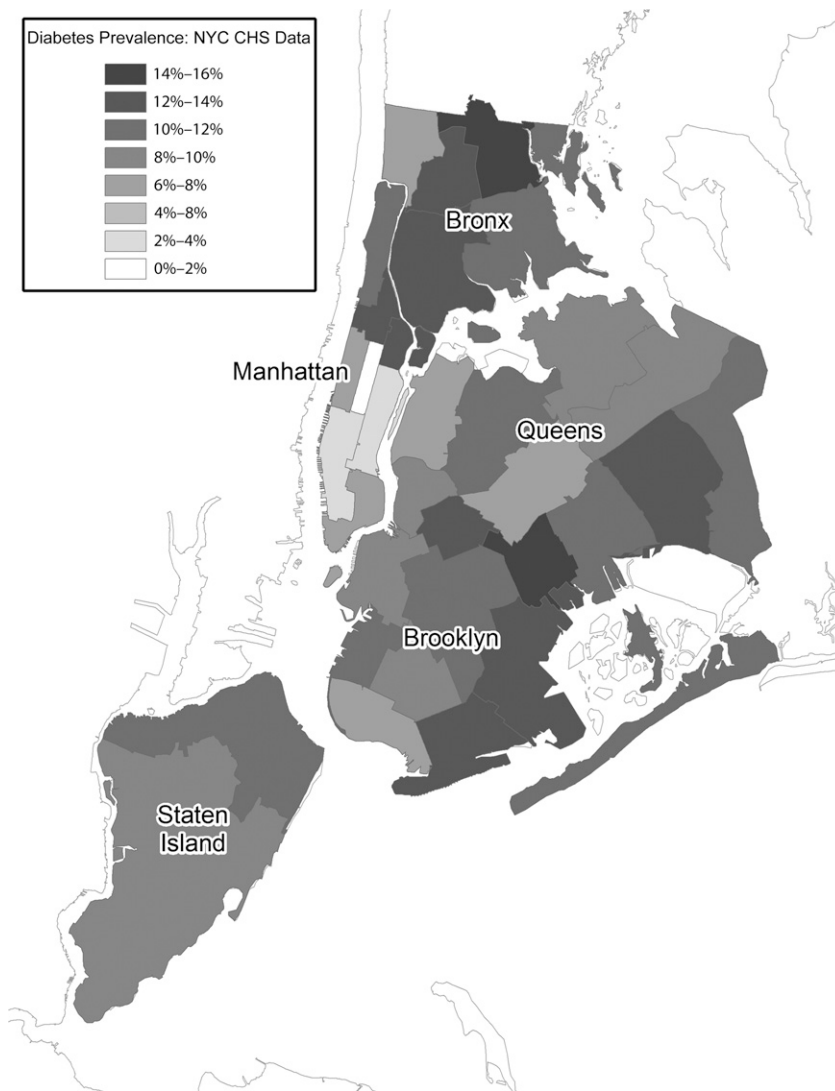 Diabetes Prevalence: NYC CHS Data
14%–16%
12%–14%
10%–12%
8%–10%
6%–8%
4%–8%
2%–4%
0%–2%
Bronx
Manhattan
Queens
Brooklyn
Staten
Island